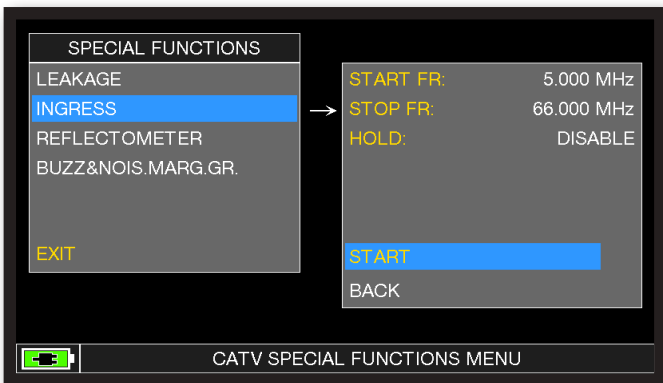 SPECIAL FUNCTIONS
LEAKAGE
INGRESS
REFLECTOMETER
BUZZ&NOIS.MARG.GR.
EXIT
START FR: 5.000 MHz
STOP FR: 66.000 MHz
HOLD: DISABLE
START
BACK
CATV SPECIAL FUNCTIONS MENU